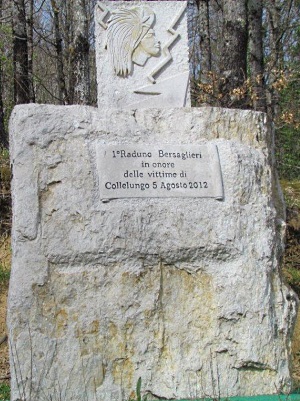 1° Raduno Bersaglieri
in onore
delle vittime di
Collelungo 5 Agosto 2012